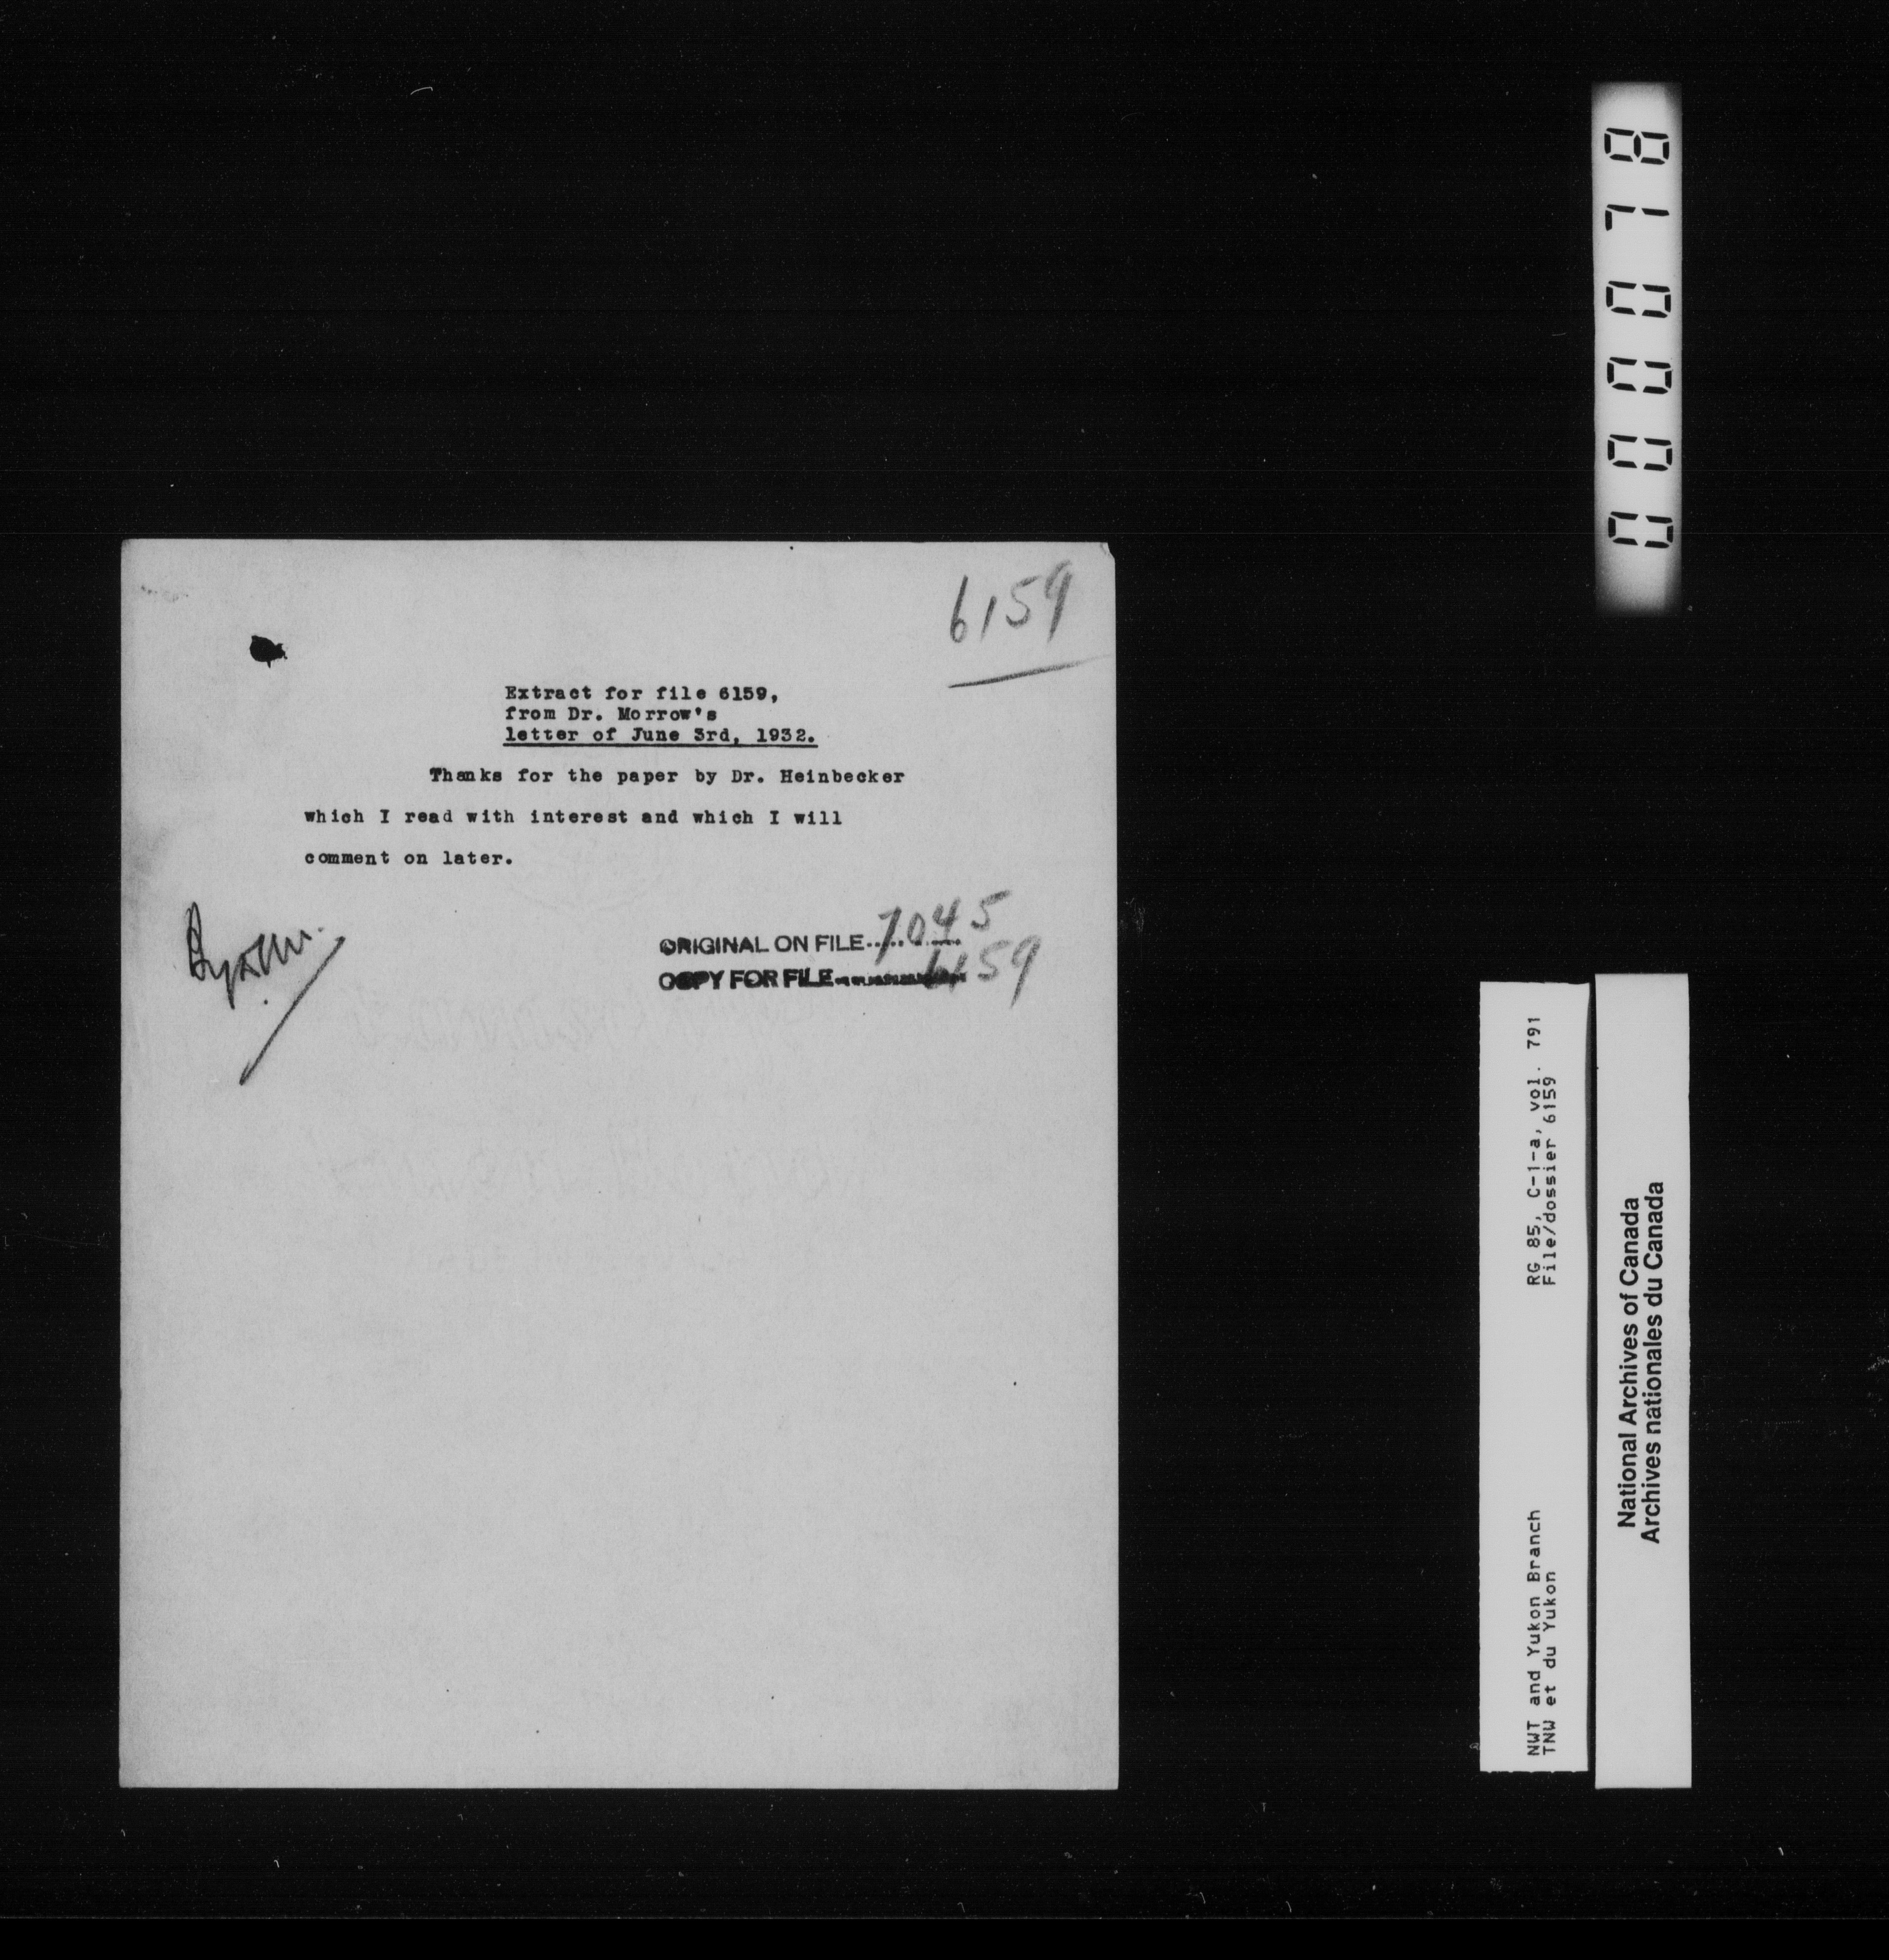 6159
Extract for file 6159,
from Dr. Morrow's
letter of June 3rd, 1932.
Thanks for the paper by Dr. Heinbecker
which I read with interest and which I will
comment on later.
ORIGINAL ON FILE.......... 7045
COPY FOR FILE.......... 6159
000078
RG 85, C-1-a, vol. 791
File/dossier 6159
NWT and Yukon Branch
TNW et du Yukon
National Archives of Canada
Archives nationales du Canada